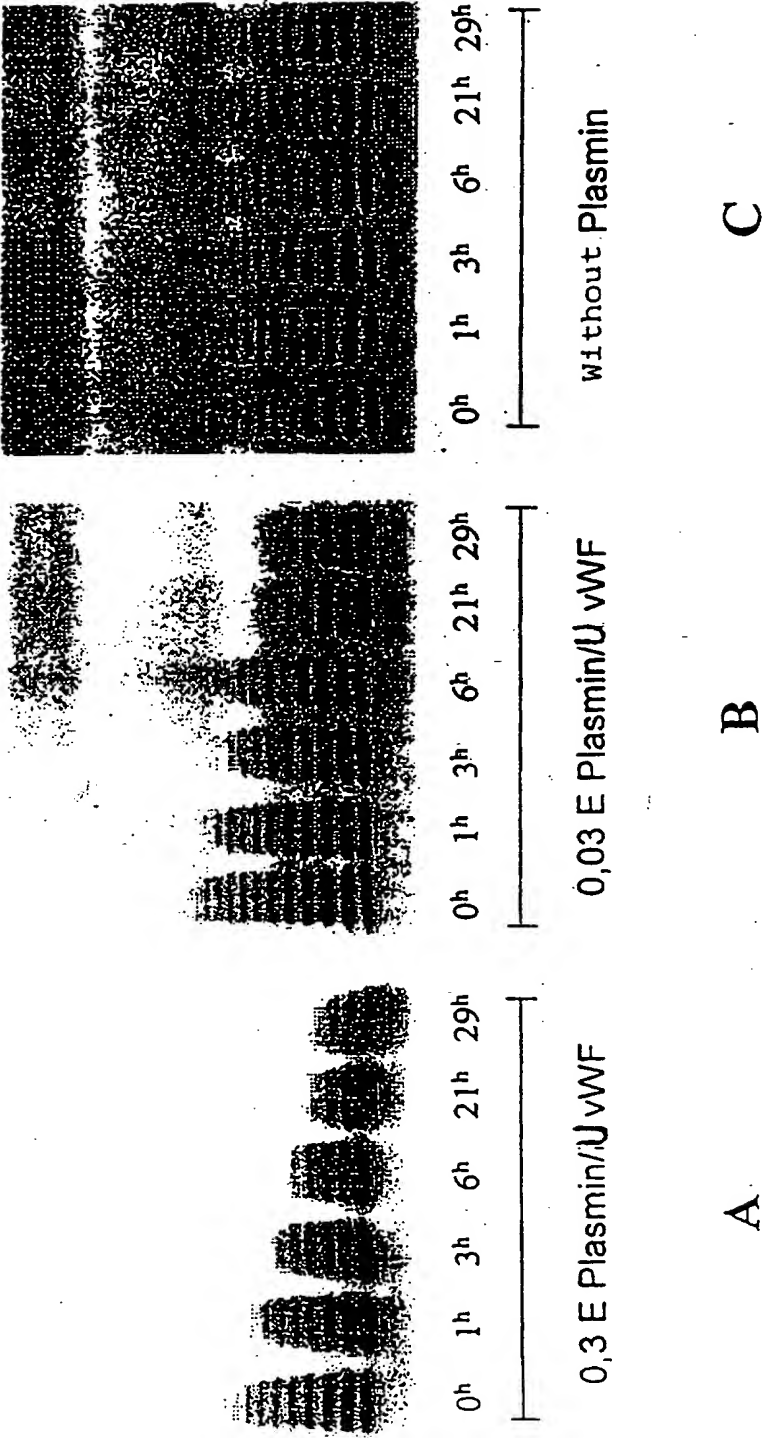 0h 1h 3h 6h 21h 29h
0,3 E Plasmin/U vWF
A
0h 1h 3h 6h 21h 29h
0,03 E Plasmin/U vWF
B
0h 1h 3h 6h 21h 29h
Without Plasmin
C